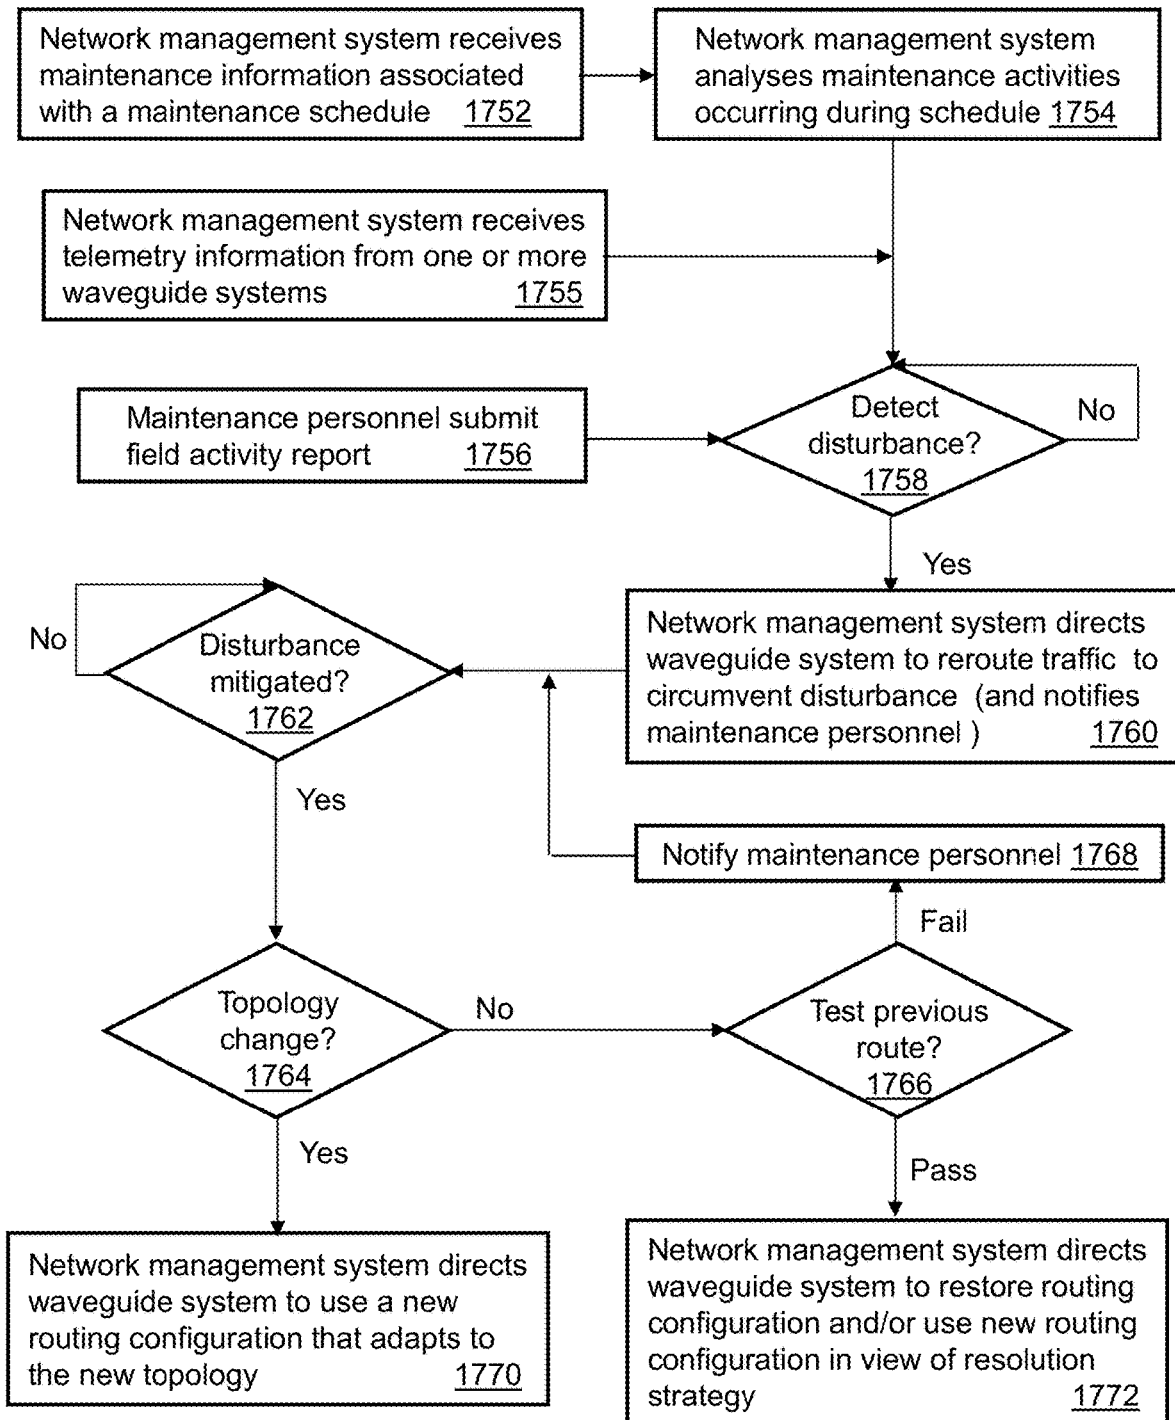 Network management system receives
maintenance information associated
with a maintenance schedule 1752
Network management system
analyses maintenance activities
occurring during schedule 1754
Network management system receives
telemetry information from one or more
waveguide systems 1755
Maintenance personnel submit
field activity report 1756
Detect
disturbance?
1758
No
Yes
Network management system directs
waveguide system to reroute traffic to
circumvent disturbance (and notifies
maintenance personnel ) 1760
No
Disturbance
mitigated?
1762
Yes
Notify maintenance personnel 1768
Fail
Topology
change?
1764
No
Test previous
route?
1766
Yes
Pass
Network management system directs
waveguide system to use a new
routing configuration that adapts to
the new topology 1770
Network management system directs
waveguide system to restore routing
configuration and/or use new routing
configuration in view of resolution
strategy 1772